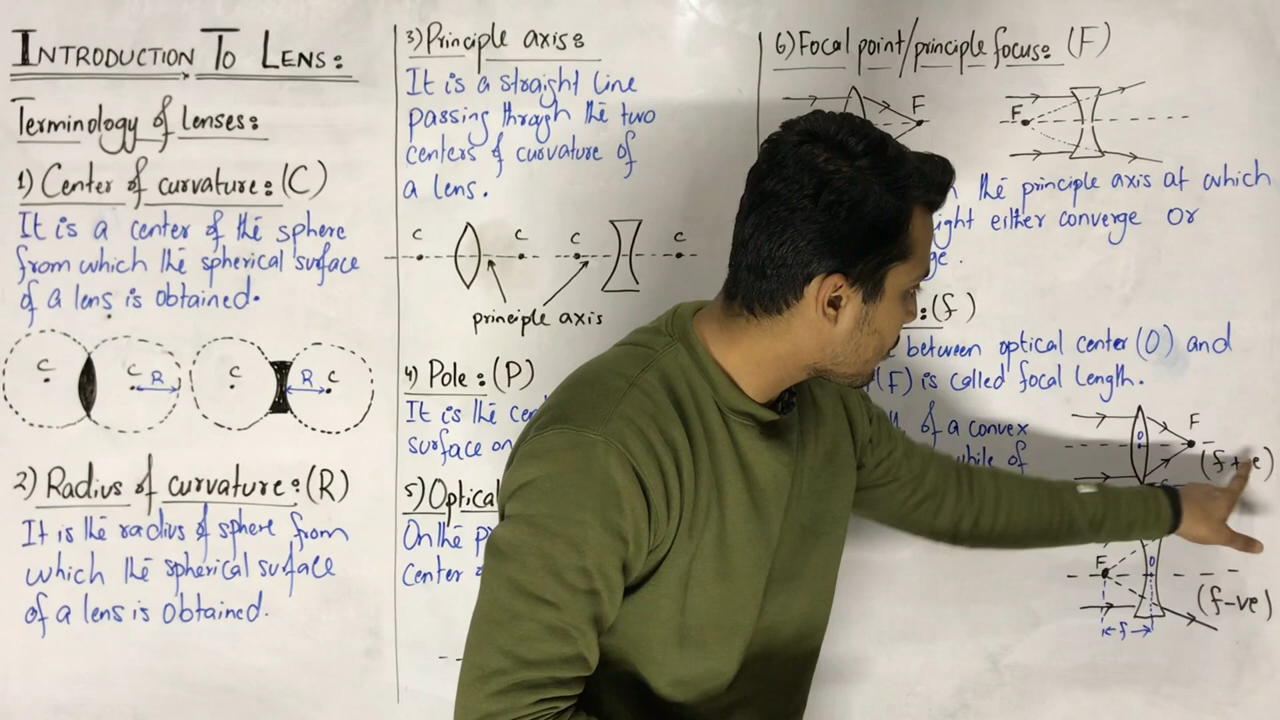 INTRODUCTION TO LENS:
Terminology of lenses:
1) Center of curvature: (C)
It is a center of the sphere
from which the spherical surface
of a lens is obtained.
C C R C R C
2) Radius of curvature: (R)
It is the radius of sphere from
which the spherical surface
of a lens is obtained.
3) Principle axis:
It is a straight line
passing through the two
centers of curvature of
a lens.
C C C C
principle axis
4) Pole: (P)
It is the
surface on
5) Optical
On the
center
6) Focal point/principle focus: (F)
F F
the principle axis at which
either converge or
: (f)
between optical center (O) and
(F) is called focal length.
of a convex
while of
F
O
(f+ve)
F O
(f-ve)
f